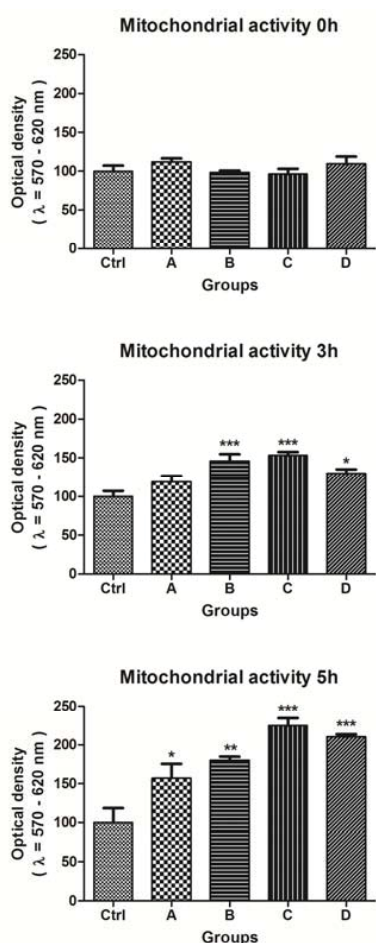 Mitochondrial activity 0h
Optical density
( λ = 570 - 620 nm )
250
200
150
100
50
0
Ctrl A B C D
Groups
Mitochondrial activity 3h
Optical density
( λ = 570 - 620 nm )
250
200
150
100
50
0
*** *** *
Ctrl A B C D
Groups
Mitochondrial activity 5h
Optical density
( λ = 570 - 620 nm )
250
200
150
100
50
0
* ** *** ***
Ctrl A B C D
Groups